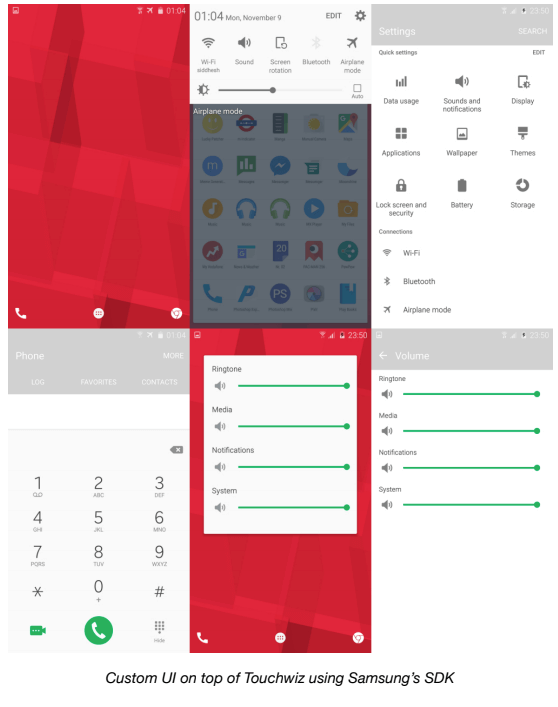 01:04
01:04 Mon, November 9 EDIT
Wi-Fi
siddhesh
Sound
Screen
rotation
Bluetooth
Airplane
mode
Auto
Airplane mode
23:50
Settings SEARCH
Quick settings EDIT
Data usage
Sounds and
notifications
Display
Applications
Wallpaper
Themes
Lock screen and
security
Battery
Storage
Connections
Wi-Fi
Bluetooth
Airplane mode
01:04
Phone MORE
LOG FAVORITES CONTACTS
1 2 3
ABC DEF
4 5 6
GHI JKL MNO
7 8 9
PQRS TUV WXYZ
* 0 #
+
Hide
23:50
Ringtone
Media
Notifications
System
23:50
Volume
Ringtone
Media
Notifications
System
Custom UI on top of Touchwiz using Samsung's SDK